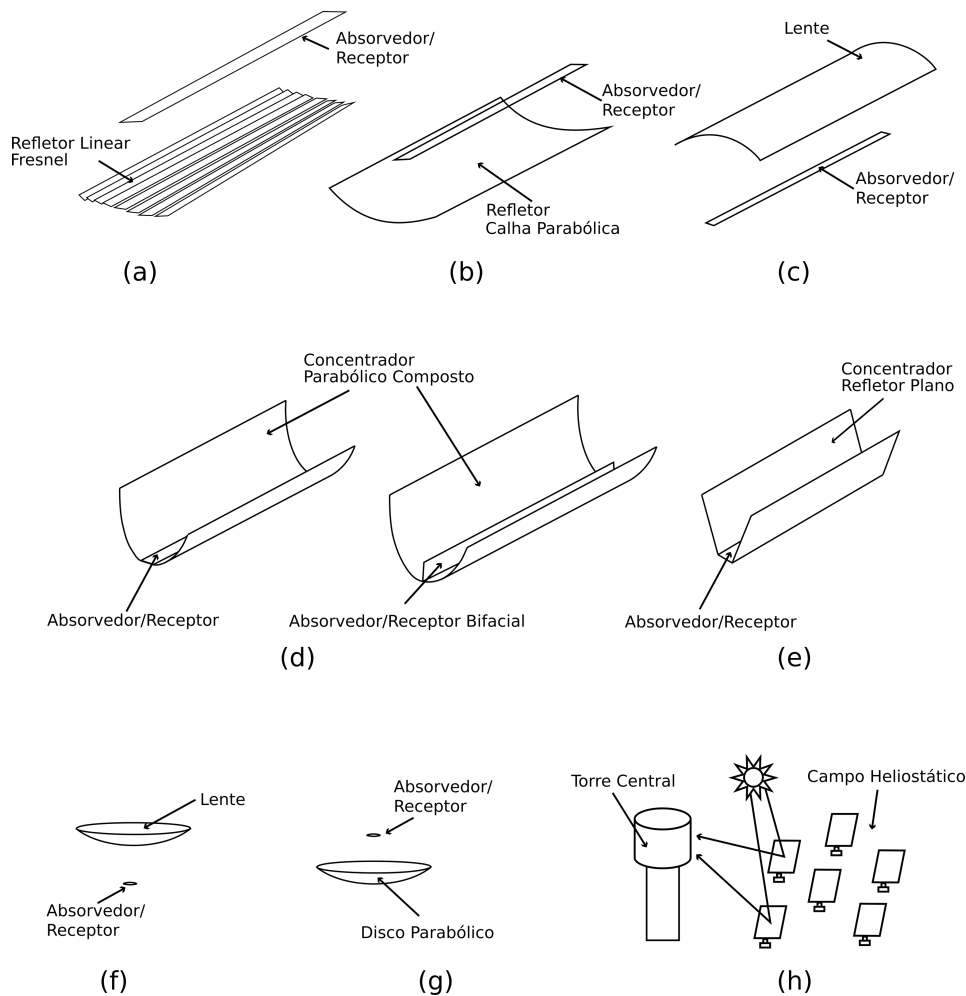 Absorvedor/
Receptor
Refletor Linear
Fresnel
(a)
Absorvedor/
Receptor
Refletor
Calha Parabólica
(b)
Lente
Absorvedor/
Receptor
(c)
Concentrador
Parabólico Composto
Absorvedor/Receptor
Absorvedor/Receptor Bifacial
(d)
Concentrador
Refletor Plano
Absorvedor/Receptor
(e)
Lente
Absorvedor/
Receptor
(f)
Absorvedor/
Receptor
Disco Parabólico
(g)
Torre Central
Campo Heliostático
(h)